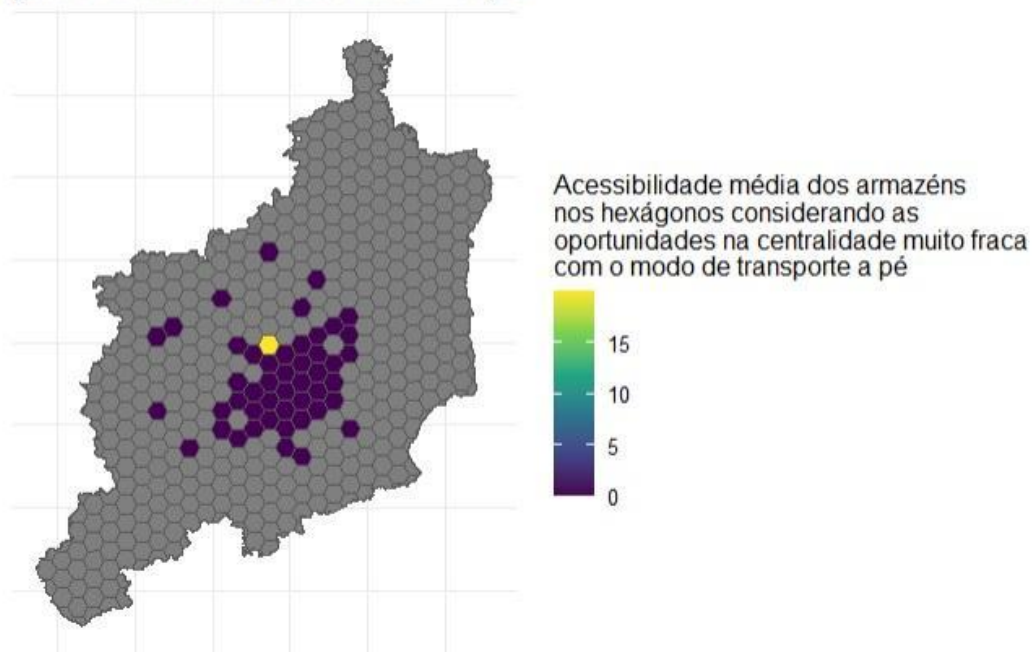 Acessibilidade média dos armazéns
nos hexágonos considerando as
oportunidades na centralidade muito fraca
com o modo de transporte a pé
15
10
5
0